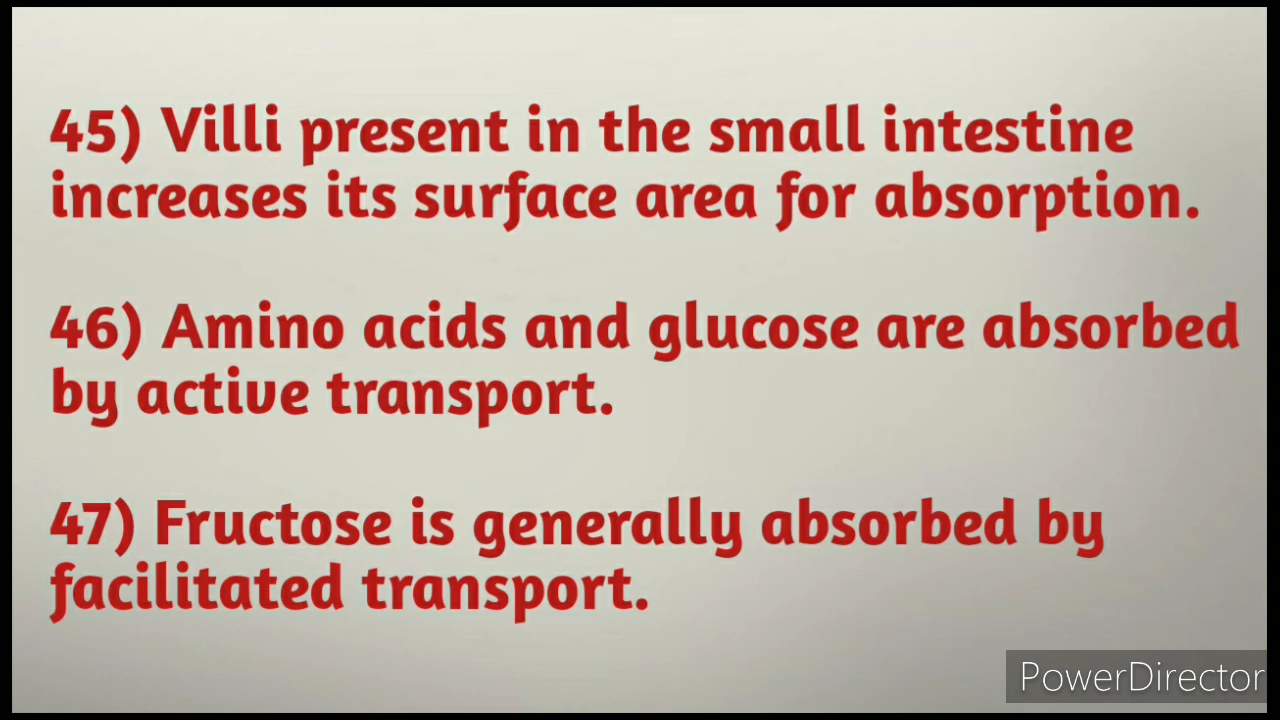 45) Villi present in the small intestine
increases its surface area for absorption.
46) Amino acids and glucose are absorbed
by active transport.
47) Fructose is generally absorbed by
facilitated transport.
PowerDirector